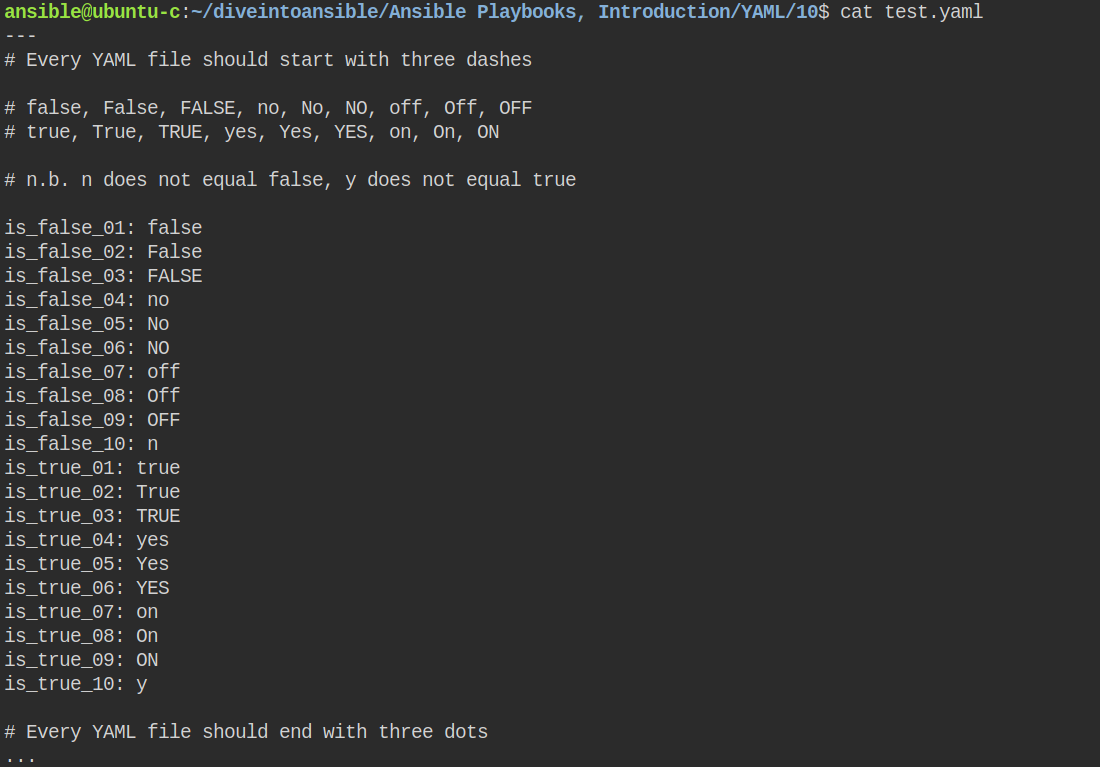 ansible@ubuntu-c:~/diveintoansible/Ansible Playbooks, Introduction/YAML/10$ cat test.yaml
---
# Every YAML file should start with three dashes
# false, False, FALSE, no, No, NO, off, Off, OFF
# true, True, TRUE, yes, Yes, YES, on, On, ON
# n.b. n does not equal false, y does not equal true
is_false_01: false
is_false_02: False
is_false_03: FALSE
is_false_04: no
is_false_05: No
is_false_06: NO
is_false_07: off
is_false_08: Off
is_false_09: OFF
is_false_10: n
is_true_01: true
is_true_02: True
is_true_03: TRUE
is_true_04: yes
is_true_05: Yes
is_true_06: YES
is_true_07: on
is_true_08: On
is_true_09: ON
is_true_10: y
# Every YAML file should end with three dots
...